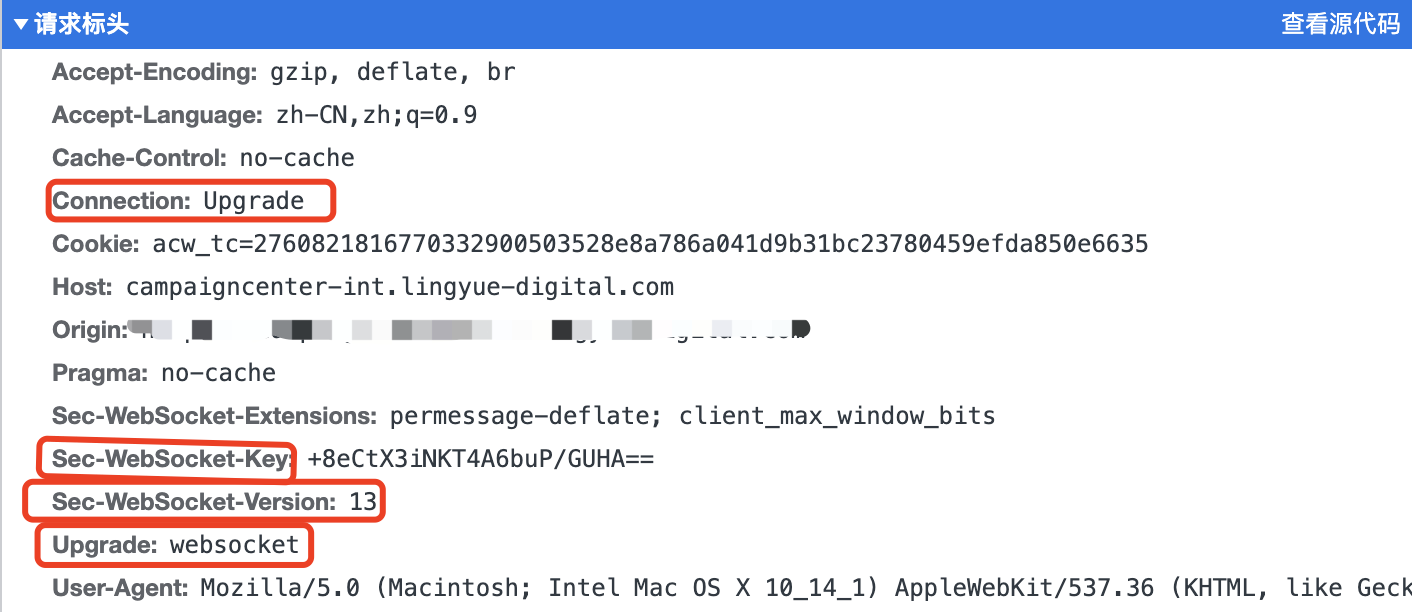 ▼请求标头 查看源代码
Accept-Encoding: gzip, deflate, br
Accept-Language: zh-CN,zh;q=0.9
Cache-Control: no-cache
Connection: Upgrade
Cookie: acw_tc=2760821816770332900503528e8a786a041d9b31bc23780459efda850e6635
Host: campaigncenter-int.lingyue-digital.com
Origin:
Pragma: no-cache
Sec-WebSocket-Extensions: permessage-deflate; client_max_window_bits
Sec-WebSocket-Key: +8eCtX3iNKT4A6buP/GUHA==
Sec-WebSocket-Version: 13
Upgrade: websocket
User-Agent: Mozilla/5.0 (Macintosh; Intel Mac OS X 10_14_1) AppleWebKit/537.36 (KHTML, like Geck